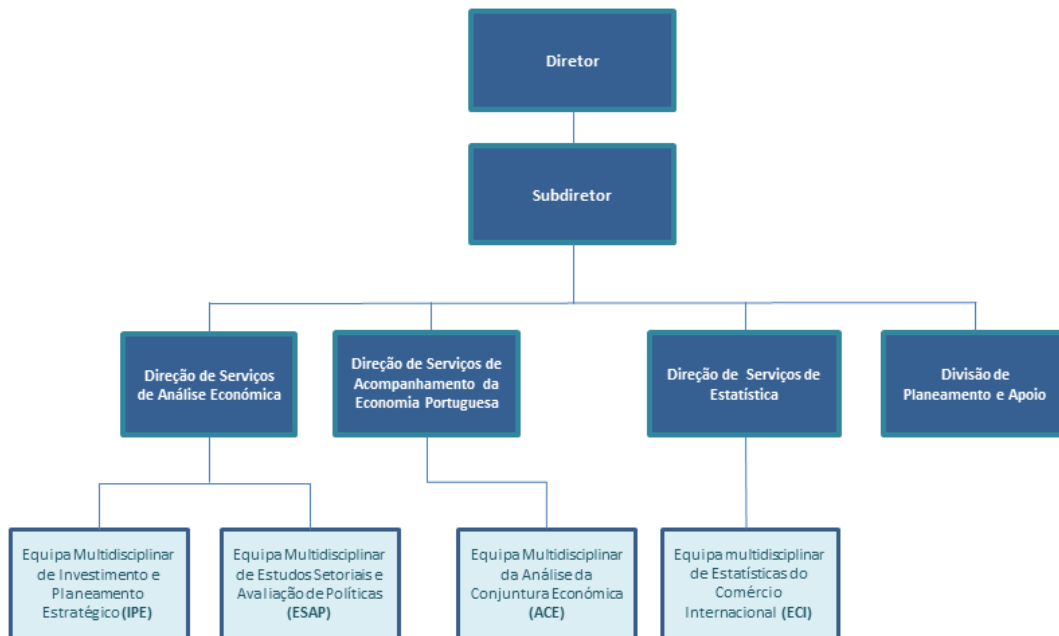 Diretor
Subdiretor
Direção de Serviços
de Análise Económica
Direção de Serviços de
Acompanhamento da
Economia Portuguesa
Direção de Serviços de
Estatística
Divisão de
Planeamento e Apoio
Equipa Multidisciplinar
de Investimento e
Planeamento
Estratégico (IPE)
Equipa Multidisciplinar
de Estudos Setoriais e
Avaliação de Políticas
(ESAP)
Equipa Multidisciplinar
da Análise da
Conjuntura Económica
(ACE)
Equipa multidisciplinar
de Estatísticas do
Comércio
Internacional (ECI)